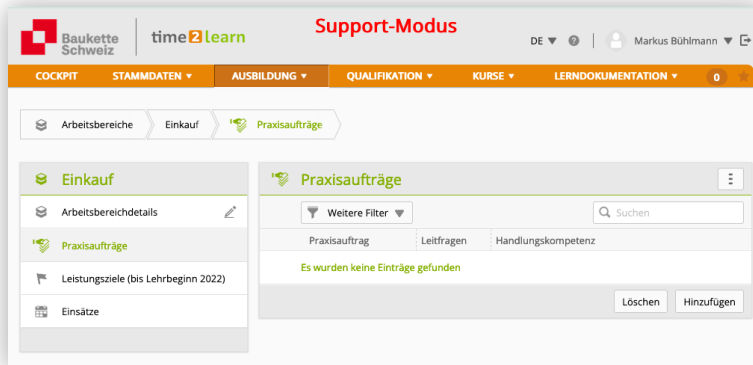 Baukette
Schweiz
time2learn
Support-Modus
DE
Markus Bühlmann
COCKPIT STAMMDATEN AUSBILDUNG QUALIFIKATION KURSE LERNDOKUMENTATION 0
Arbeitsbereiche Einkauf Praxisaufträge
Einkauf
Arbeitsbereichdetails
Praxisaufträge
Leistungsziele (bis Lehrbeginn 2022)
Einsätze
Praxisaufträge
Weitere Filter
Suchen
Praxisauftrag Leitfragen Handlungskompetenz
Es wurden keine Einträge gefunden
Löschen Hinzufügen